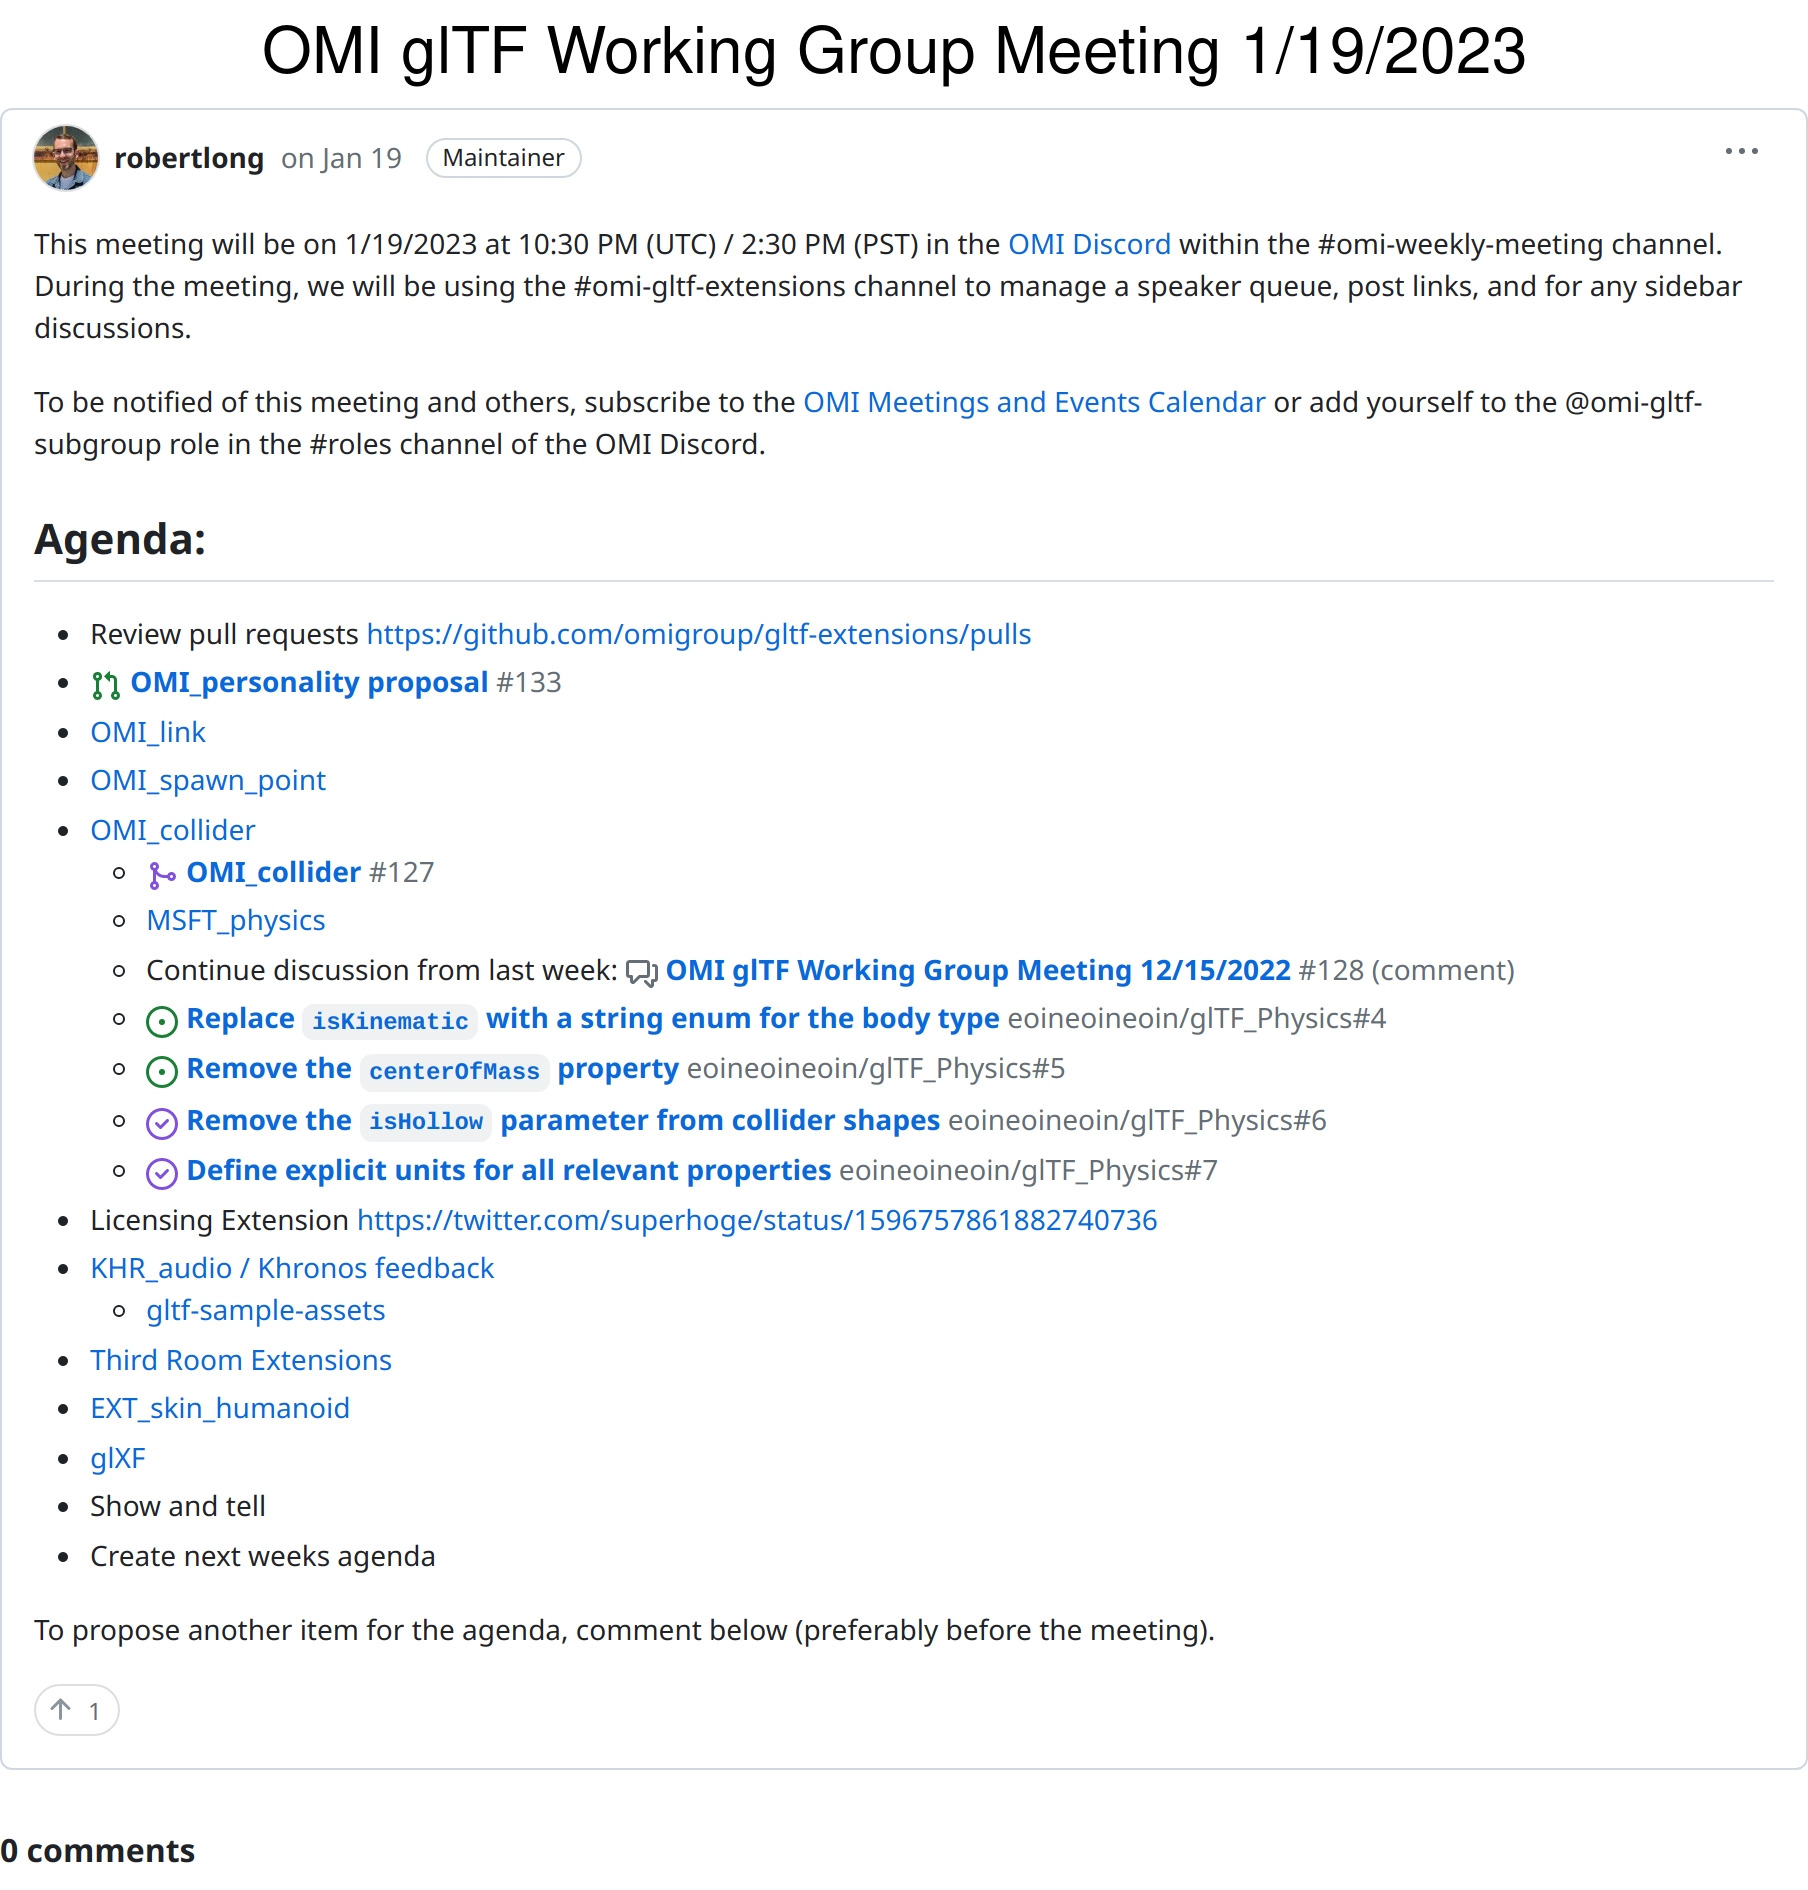 OMI glTF Working Group Meeting 1/19/2023
robertlong on Jan 19 Maintainer
This meeting will be on 1/19/2023 at 10:30 PM (UTC) / 2:30 PM (PST) in the OMI Discord within the #omi-weekly-meeting channel.
During the meeting, we will be using the #omi-gltf-extensions channel to manage a speaker queue, post links, and for any sidebar
discussions.
To be notified of this meeting and others, subscribe to the OMI Meetings and Events Calendar or add yourself to the @omi-gltf-
subgroup role in the #roles channel of the OMI Discord.
Agenda:
Review pull requests https://github.com/omigroup/gltf-extensions/pulls
OMI_personality proposal #133
OMI_link
OMI_spawn_point
OMI_collider
OMI_collider #127
MSFT_physics
Continue discussion from last week: OMI glTF Working Group Meeting 12/15/2022 #128 (comment)
Replace isKinematic with a string enum for the body type eoineoineoin/glTF_Physics#4
Remove the centerOfMass property eoineoineoin/glTF_Physics#5
Remove the isHollow parameter from collider shapes eoineoineoin/glTF_Physics#6
Define explicit units for all relevant properties eoineoineoin/glTF_Physics#7
Licensing Extension https://twitter.com/superhoge/status/1596757861882740736
KHR_audio / Khronos feedback
gltf-sample-assets
Third Room Extensions
EXT_skin_humanoid
glXF
Show and tell
Create next weeks agenda
To propose another item for the agenda, comment below (preferably before the meeting).
1
0 comments